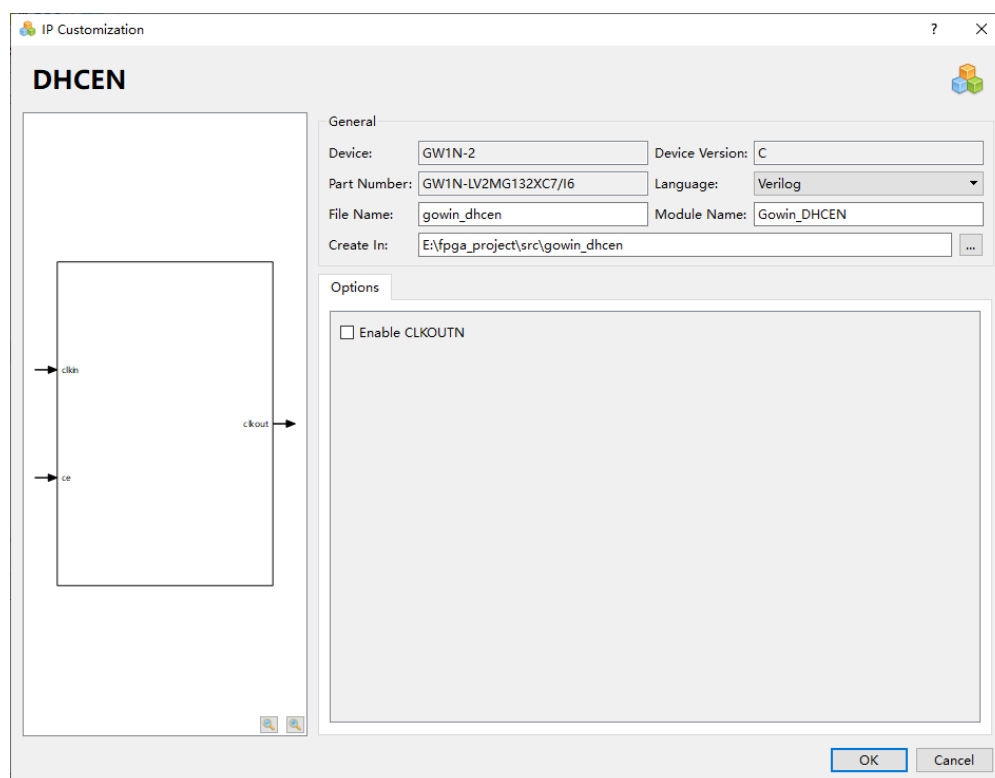 IP Customization
DHCEN
clkin
ce
clkout
General
Device: GW1N-2 Device Version: C
Part Number: GW1N-LV2MG132XC7/I6 Language: Verilog
File Name: gowin_dhcen Module Name: Gowin_DHCEN
Create In: E:\fpga_project\src\gowin_dhcen ...
Options
Enable CLKOUTN
OK Cancel